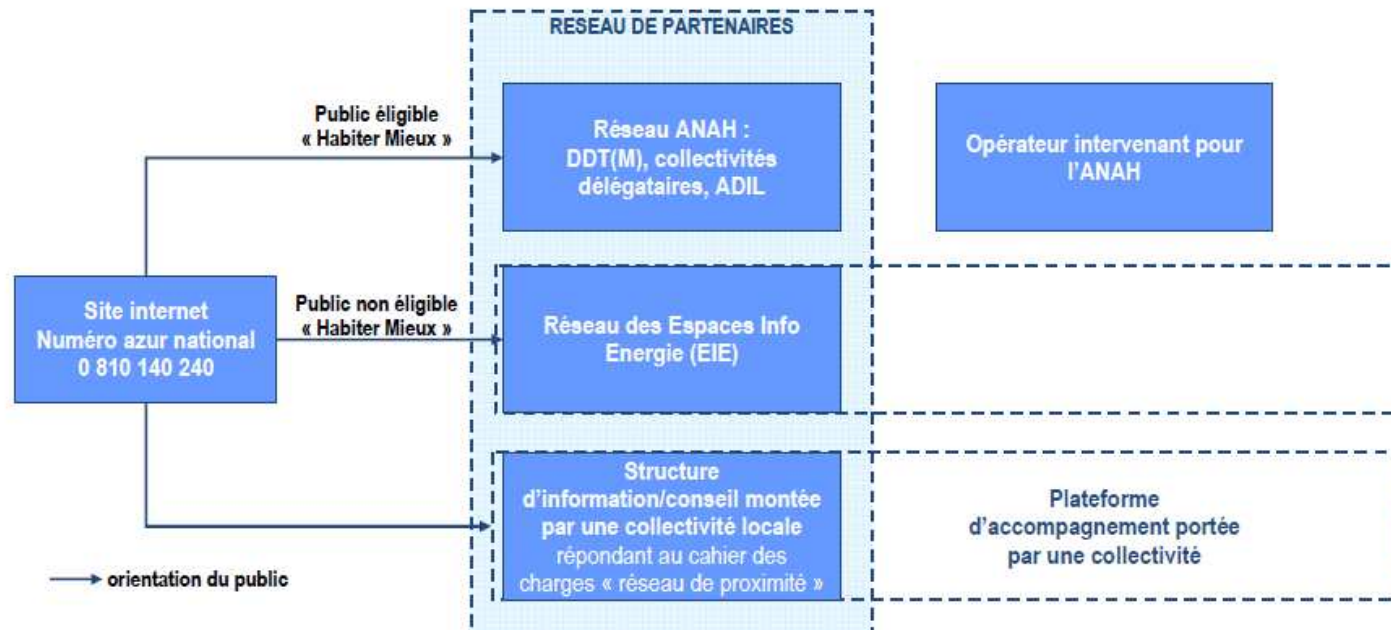 RESEAU DE PARTENAIRES
Public éligible
« Habiter Mieux »
Réseau ANAH :
DDT(M), collectivités
délégataires, ADIL
Opérateur intervenant pour
l'ANAH
Site internet
Numéro azur national
0 810 140 240
Public non éligible
« Habiter Mieux »
Réseau des Espaces Info
Energie (EIE)
Structure
d'information/conseil montée
par une collectivité locale
répondant au cahier des
charges « réseau de proximité »
Plateforme
d'accompagnement portée
par une collectivité
orientation du public